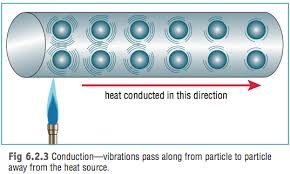 heat conducted in this direction
Fig 6.2.3 Conduction—vibrations pass along from particle to particle
away from the heat source.